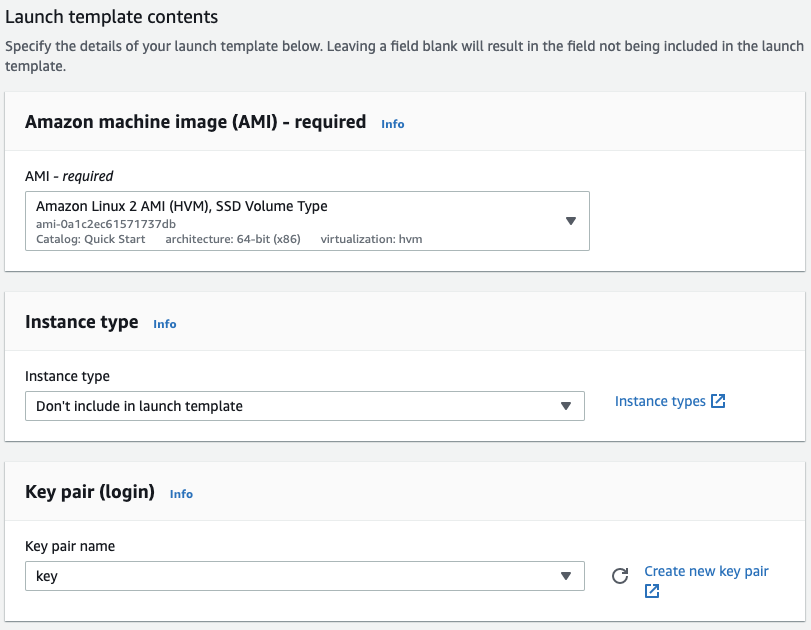 Launch template contents
Specify the details of your launch template below. Leaving a field blank will result in the field not being included in the launch
template.
Amazon machine image (AMI) - required Info
AMI - required
Amazon Linux 2 AMI (HVM), SSD Volume Type
ami-0a1c2ec61571737db
Catalog: Quick Start architecture: 64-bit (x86) virtualization: hvm
Instance type Info
Instance type
Don't include in launch template Instance types
Key pair (login) Info
Key pair name
key Create new key pair